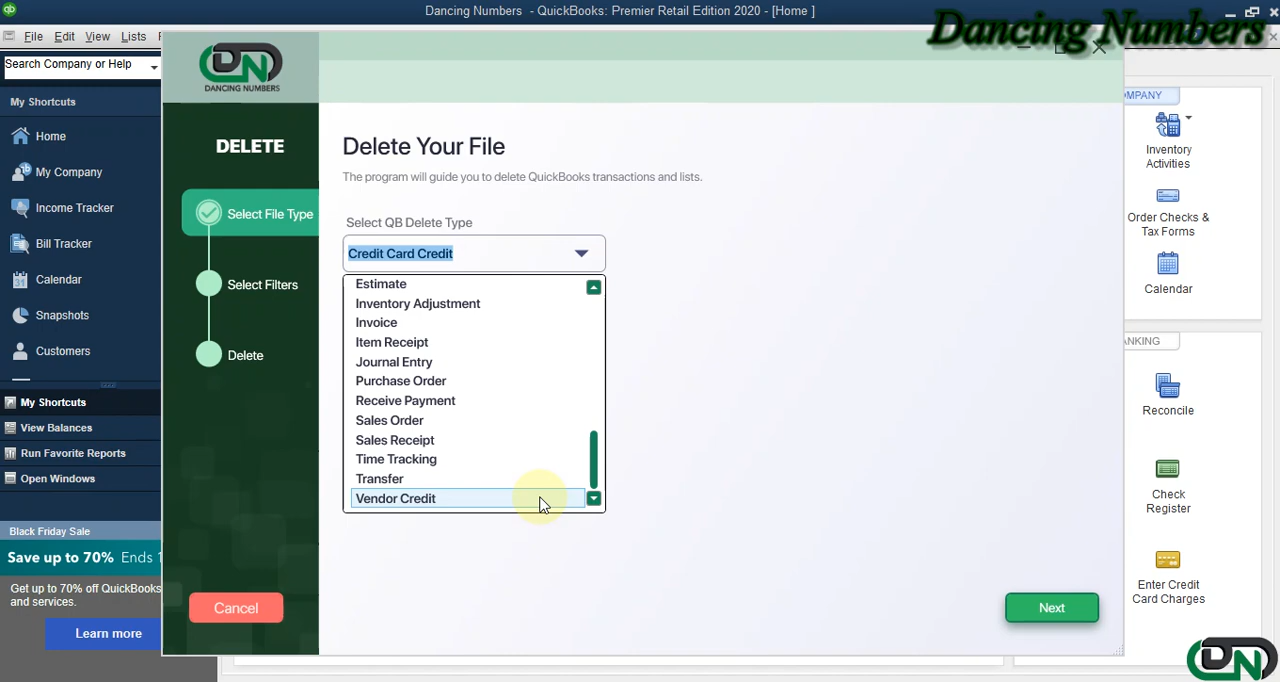 Dancing Numbers - QuickBooks: Premier Retail Edition 2020 - [Home ]
Dancing Numbers
File Edit View Lists
Search Company or Help
My Shortcuts
Home
My Company
Income Tracker
Bill Tracker
Calendar
Snapshots
Customers
My Shortcuts
View Balances
Run Favorite Reports
Open Windows
Black Friday Sale
Save up to 70% Ends 1
Get up to 70% off QuickBooks
and services.
Learn more
DN
DANCING NUMBERS
DELETE
Select File Type
Select Filters
Delete
Cancel
Delete Your File
The program will guide you to delete QuickBooks transactions and lists.
Select QB Delete Type
Credit Card Credit
Estimate
Inventory Adjustment
Invoice
Item Receipt
Journal Entry
Purchase Order
Receive Payment
Sales Order
Sales Receipt
Time Tracking
Transfer
Vendor Credit
Next
OMPANY
Inventory
Activities
Order Checks &
Tax Forms
Calendar
ANKING
Reconcile
Check
Register
Enter Credit
Card Charges
DN